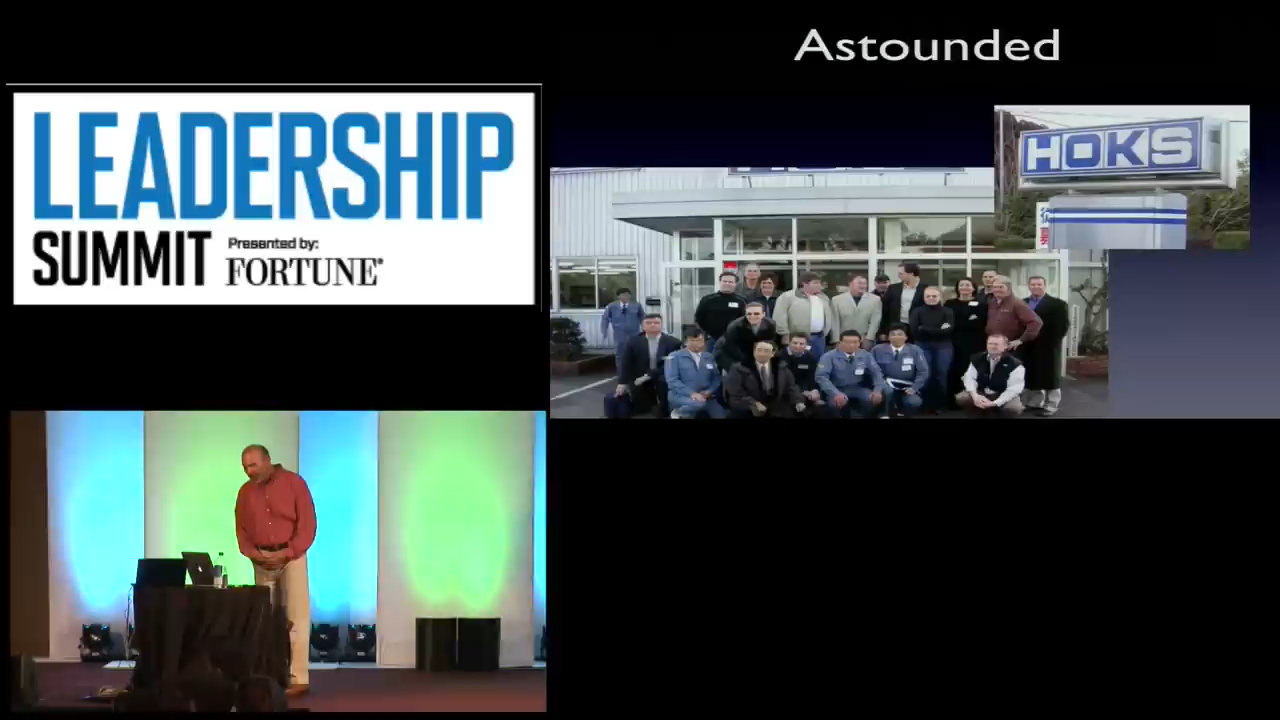 Astounded
LEADERSHIP
SUMMIT
Presented by:
FORTUNE®
HOKS